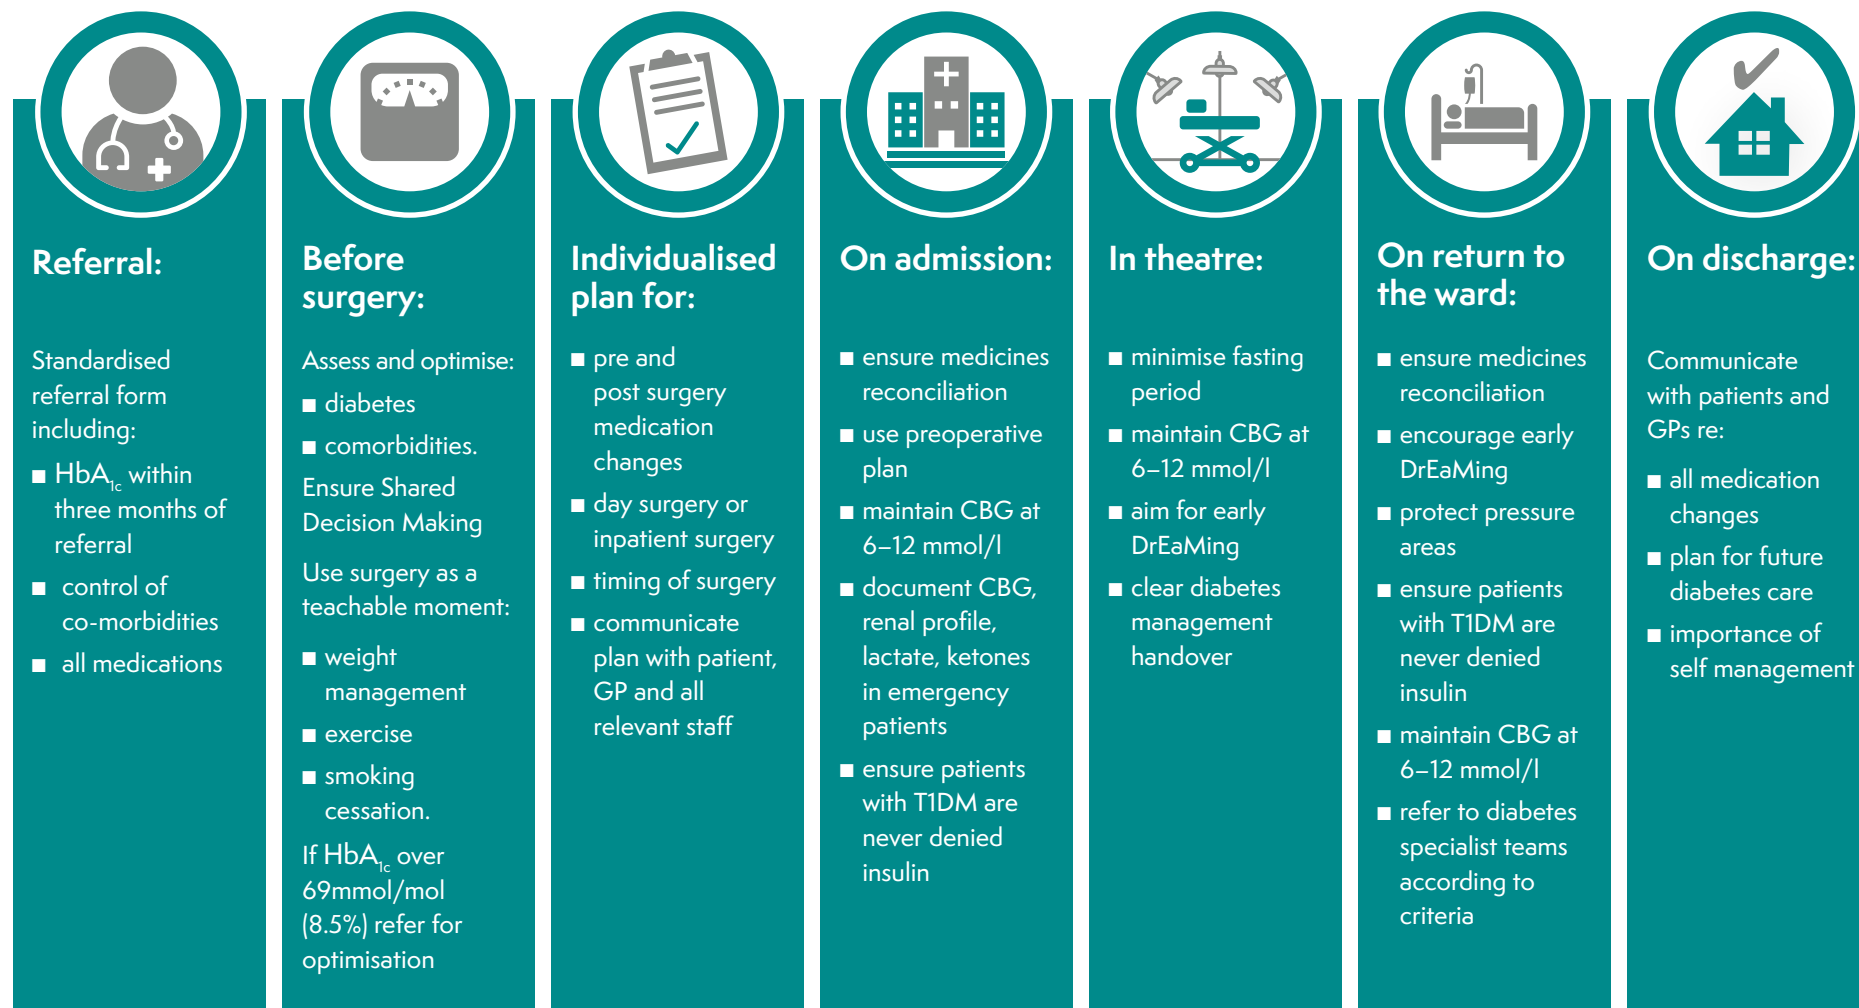 Referral:
Standardised
referral form
including:
■ HbA1c within
three months of
referral
■ control of
co-morbidities
■ all medications
Before
surgery:
Assess and optimise:
■ diabetes
■ comorbidities.
Ensure Shared
Decision Making
Use surgery as a
teachable moment:
■ weight
management
■ exercise
■ smoking
cessation.
If HbA1c over
69mmol/mol
(8.5%) refer for
optimisation
Individualised
plan for:
■ pre and
post surgery
medication
changes
■ day surgery or
inpatient surgery
■ timing of surgery
■ communicate
plan with patient,
GP and all
relevant staff
On admission:
■ ensure medicines
reconciliation
■ use preoperative
plan
■ maintain CBG at
6–12 mmol/l
■ document CBG,
renal profile,
lactate, ketones
in emergency
patients
■ ensure patients
with T1DM are
never denied
insulin
In theatre:
■ minimise fasting
period
■ maintain CBG at
6–12 mmol/l
■ aim for early
DrEaMing
■ clear diabetes
management
handover
On return to
the ward:
■ ensure medicines
reconciliation
■ encourage early
DrEaMing
■ protect pressure
areas
■ ensure patients
with T1DM are
never denied
insulin
■ maintain CBG at
6–12 mmol/l
■ refer to diabetes
specialist teams
according to
criteria
On discharge:
Communicate
with patients and
GPs re:
■ all medication
changes
■ plan for future
diabetes care
■ importance of
self management